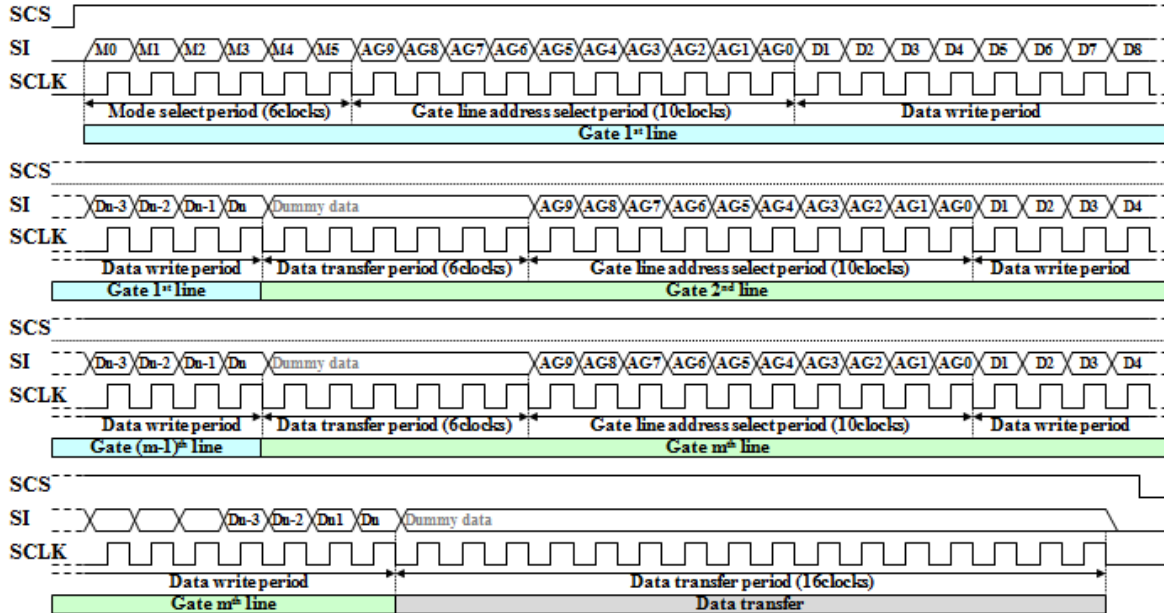 SCS
SI M0 M1 M2 M3 M4 M5 AG9 AG8 AG7 AG6 AG5 AG4 AG3 AG2 AG1 AG0 D1 D2 D3 D4 D5 D6 D7 D8
SCLK
Mode select period (6clocks) Gate line address select period (10clocks) Data write period
Gate 1st line
SCS
SI Dn-3 Dn-2 Dn-1 Dn Dummy data AG9 AG8 AG7 AG6 AG5 AG4 AG3 AG2 AG1 AG0 D1 D2 D3 D4
SCLK
Data write period Data transfer period (6clocks) Gate line address select period (10clocks) Data write period
Gate 1st line Gate 2nd line
SCS
SI Dn-3 Dn-2 Dn-1 Dn Dummy data AG9 AG8 AG7 AG6 AG5 AG4 AG3 AG2 AG1 AG0 D1 D2 D3 D4
SCLK
Data write period Data transfer period (6clocks) Gate line address select period (10clocks) Data write period
Gate (m-1)th line Gate mth line
SCS
SI Dn-3 Dn-2 Dn1 Dn Dummy data
SCLK
Data write period Data transfer period (16clocks)
Gate mth line Data transfer